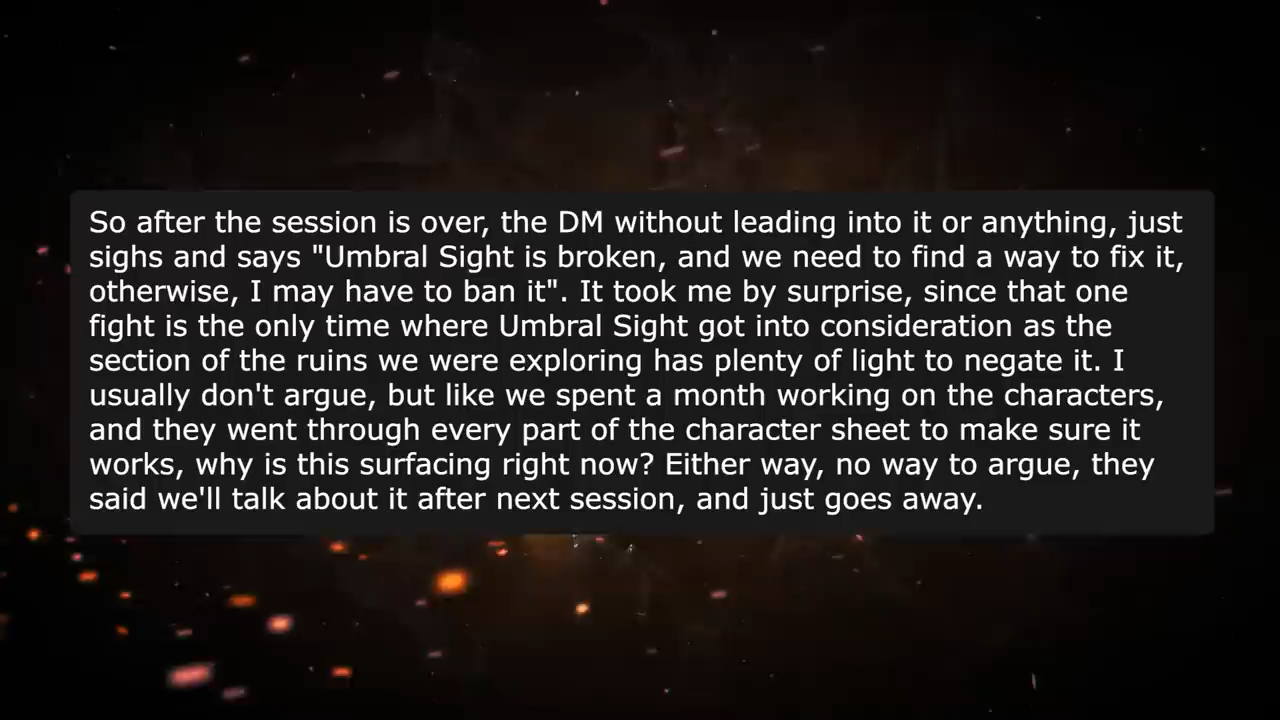 So after the session is over, the DM without leading into it or anything, just
sighs and says "Umbral Sight is broken, and we need to find a way to fix it,
otherwise, I may have to ban it". It took me by surprise, since that one
fight is the only time where Umbral Sight got into consideration as the
section of the ruins we were exploring has plenty of light to negate it. I
usually don't argue, but like we spent a month working on the characters,
and they went through every part of the character sheet to make sure it
works, why is this surfacing right now? Either way, no way to argue, they
said we'll talk about it after next session, and just goes away.